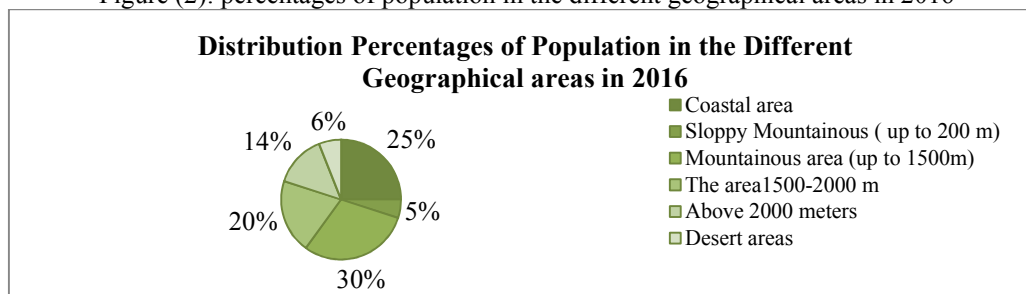 Figure (2): percentages of population in the different geographical areas in 2016
Distribution Percentages of Population in the Different
Geographical areas in 2016
Coastal area
Sloppy Mountainous ( up to 200 m)
Mountainous area (up to 1500m)
The area1500-2000 m
Above 2000 meters
Desert areas
6%
25%
14%
5%
20%
30%